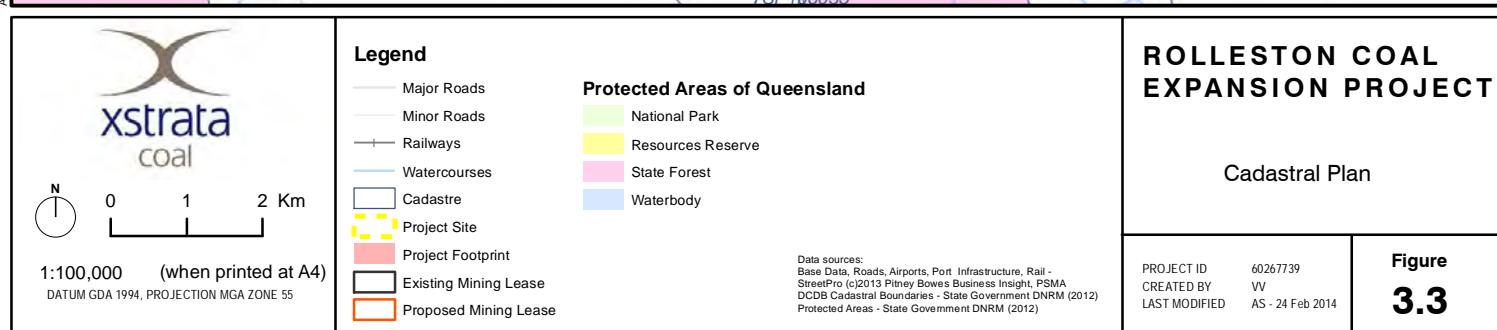 xstrata
coal
N
0 1 2 Km
1:100,000 (when printed at A4)
DATUM GDA 1994, PROJECTION MGA ZONE 55
Legend
Major Roads
Minor Roads
Railways
Watercourses
Cadastre
Project Site
Project Footprint
Existing Mining Lease
Proposed Mining Lease
Protected Areas of Queensland
National Park
Resources Reserve
State Forest
Waterbody
Data sources:
Base Data, Roads, Airports, Port Infrastructure, Rail -
StreetPro (c)2013 Pitney Bowes Business Insight, PSMA
DCDB Cadastral Boundaries - State Government DNRM (2012)
Protected Areas - State Government DNRM (2012)
ROLLESTON COAL
EXPANSION PROJECT
Cadastral Plan
PROJECT ID 60267739
CREATED BY VV
LAST MODIFIED AS - 24 Feb 2014
Figure
3.3